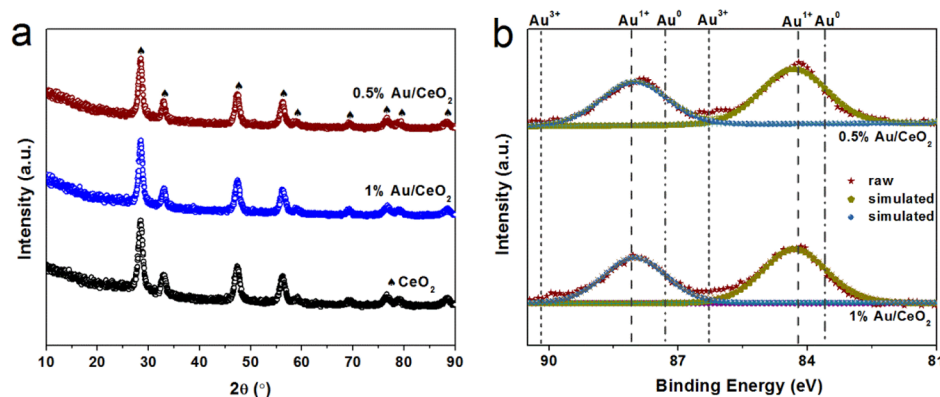 a
Intensity (a.u.)
0.5% Au/CeO₂
1% Au/CeO₂
♠CeO₂
10 20 30 40 50 60 70 80 90
2θ (°)
b
Au³⁺ Au¹⁺ Au⁰ Au³⁺ Au¹⁺ Au⁰
Intensity (a.u.)
0.5% Au/CeO₂
raw
simulated
simulated
1% Au/CeO₂
90 87 84 81
Binding Energy (eV)